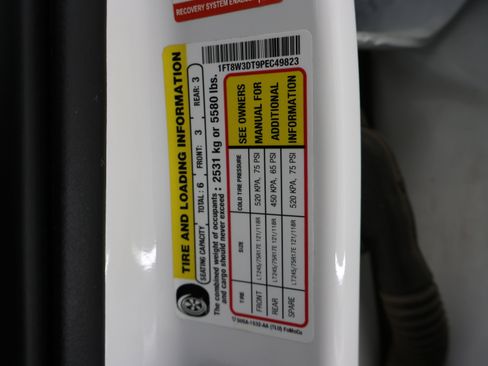 RECOVERY SYSTEM
1FT8W3DT9PEC49823
TIRE AND LOADING INFORMATION
SEATING CAPACITY TOTAL : 6 FRONT: 3 REAR: 3
The combined weight of occupants and cargo should never exceed : 2531 kg or 5580 lbs.
TIRE SIZE COLD TIRE PRESSURE
FRONT LT245/75R17E 121/118R 520 KPA, 75 PSI
REAR LT245/75R17E 121/118R 450 KPA, 65 PSI
SPARE LT245/75R17E 121/118R 520 KPA, 75 PSI
SEE OWNERS
MANUAL FOR
ADDITIONAL
INFORMATION